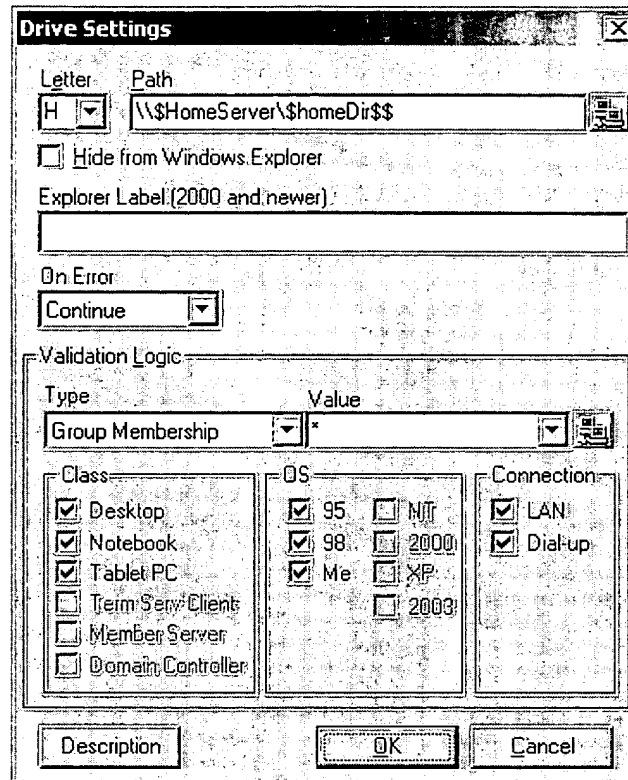 Drive Settings
Letter Path
H \\$HomeServer\$homeDir$$
Hide from Windows Explorer
Explorer Label (2000 and newer)
On Error
Continue
Validation Logic
Type Value
Group Membership *
Class OS Connection
Desktop 95 NT LAN
Notebook 98 2000 Dial-up
Tablet PC Me XP
Term Serv Client 2003
Member Server
Domain Controller
Description OK Cancel